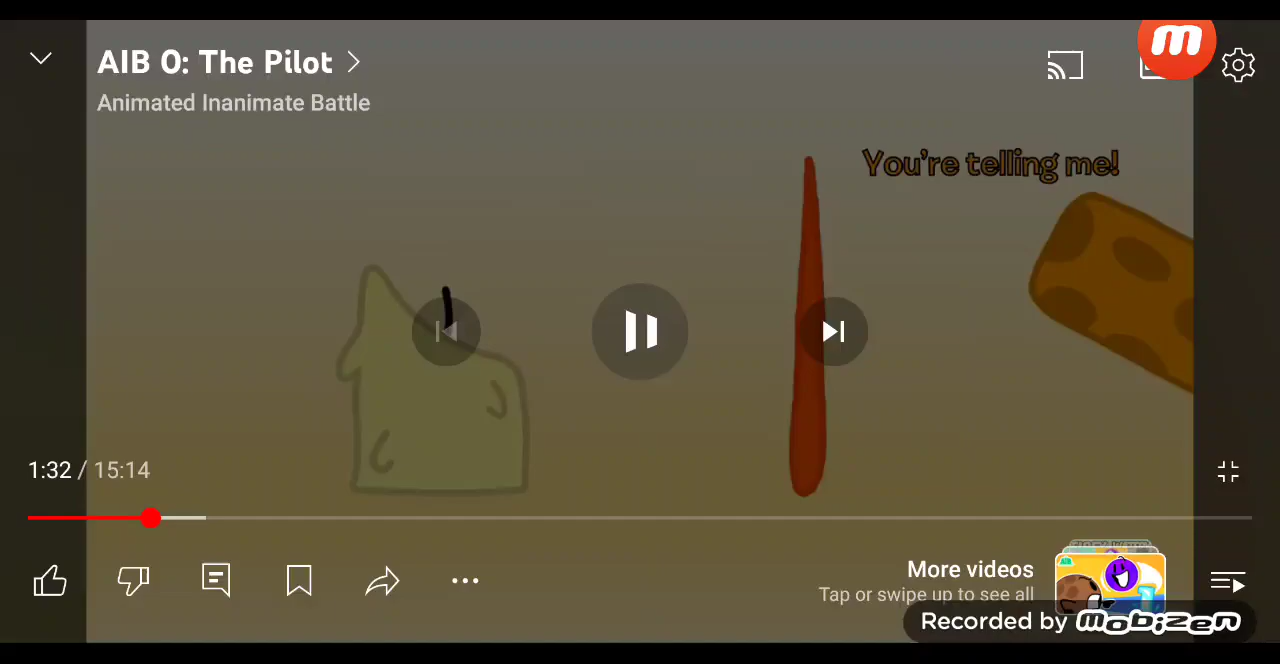 AIB 0: The Pilot
Animated Inanimate Battle
You're telling me!
1:32 / 15:14
More videos
Tap or swipe up to see all
Recorded by mobizen